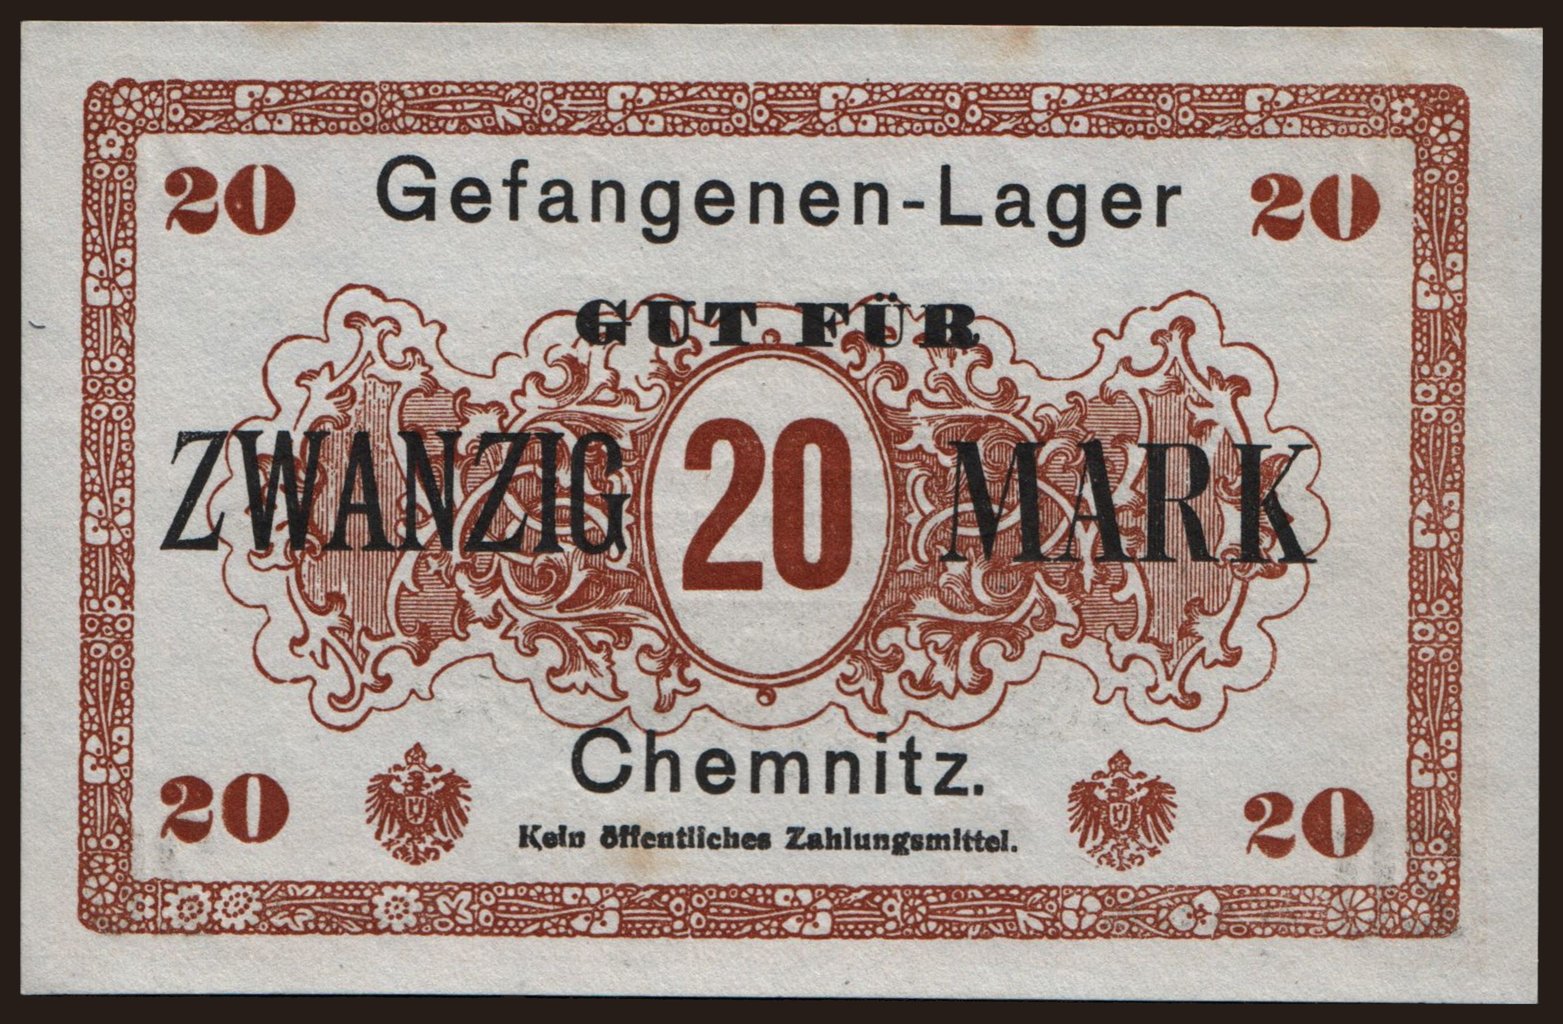 20 Gefangenen-Lager 20
GUT FÜR
ZWANZIG 20 MARK
Chemnitz.
20 Kein öffentliches Zahlungsmittel. 20